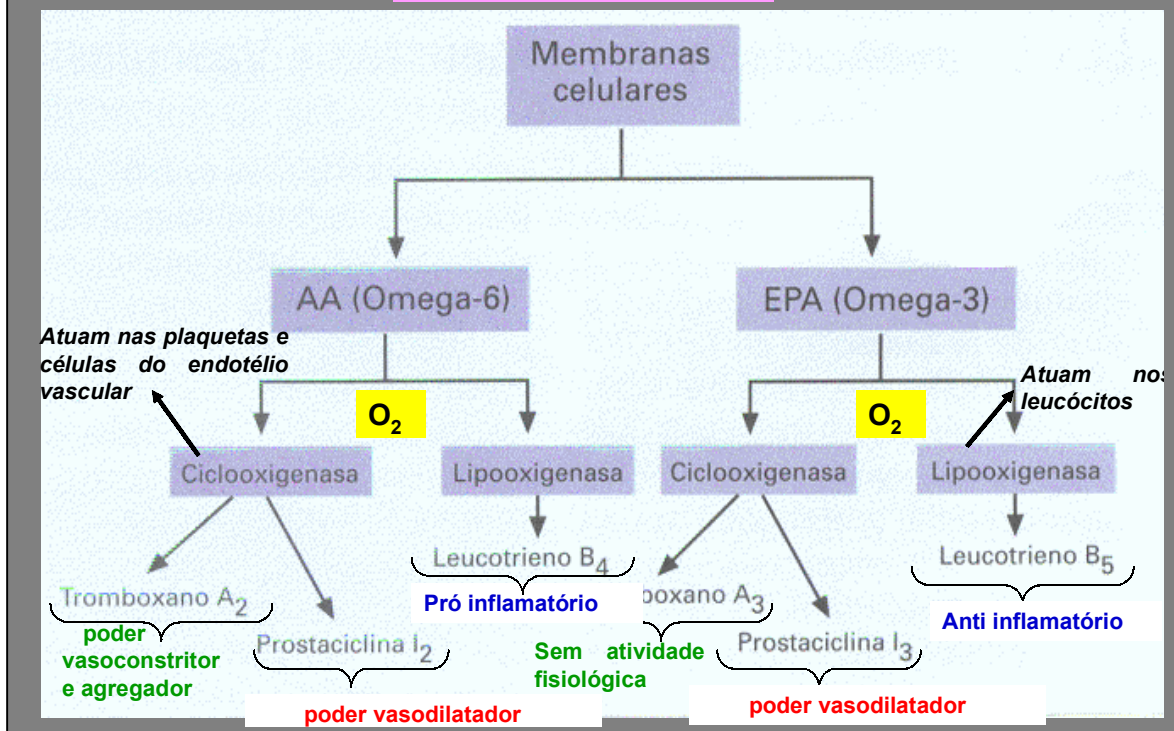 Membranas
celulares
AA (Omega-6)
EPA (Omega-3)
Atuam nas plaquetas e
células do endotélio
vascular
O2
O2
Atuam nos
leucócitos
Ciclooxigenasa
Lipooxigenasa
Ciclooxigenasa
Lipooxigenasa
Leucotrieno B4
Pró inflamatório
Leucotrieno B5
Anti inflamatório
Tromboxano A2
poder
vasoconstritor
e agregador
Prostaciclina I2
poder vasodilatador
boxano A3
Sem atividade
fisiológica
Prostaciclina I3
poder vasodilatador